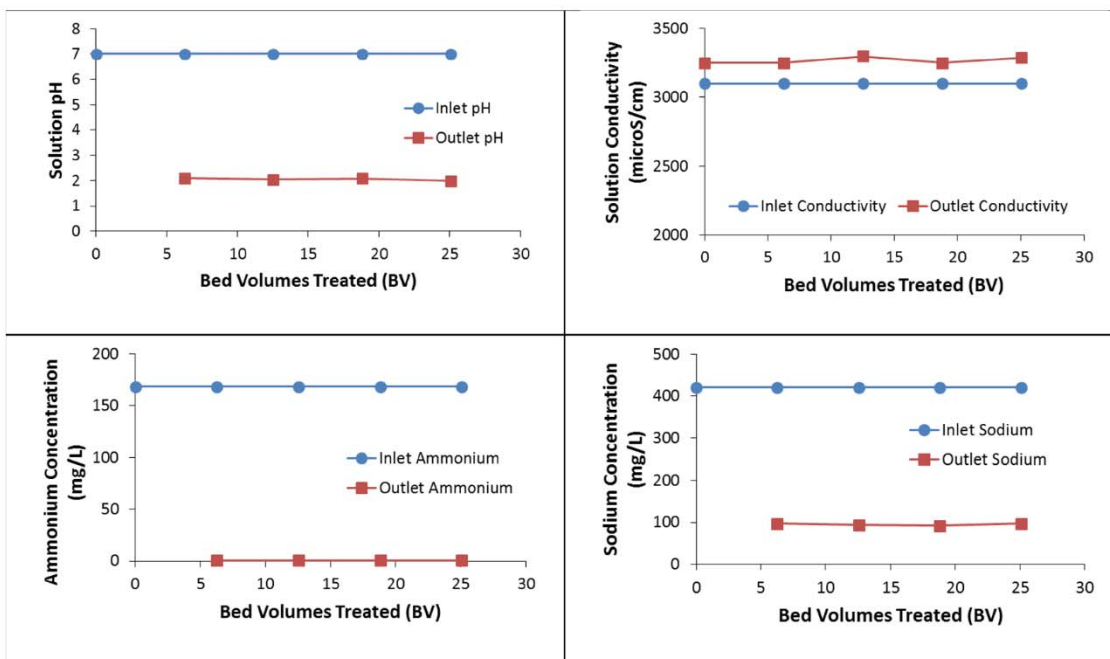 Solution pH
8
7
6
5
4
3
2
1
0
Inlet pH
Outlet pH
0 5 10 15 20 25 30
Bed Volumes Treated (BV)
Solution Conductivity
(microS/cm)
3500
3000
2500
2000
Inlet Conductivity Outlet Conductivity
0 5 10 15 20 25 30
Bed Volumes Treated (BV)
Ammonium Concentration
(mg/L)
200
150
100
50
0
Inlet Ammonium
Outlet Ammonium
0 5 10 15 20 25 30
Bed Volumes Treated (BV)
Sodium Concentration
(mg/L)
500
400
300
200
100
0
Inlet Sodium
Outlet Sodium
0 5 10 15 20 25 30
Bed Volumes Treated (BV)